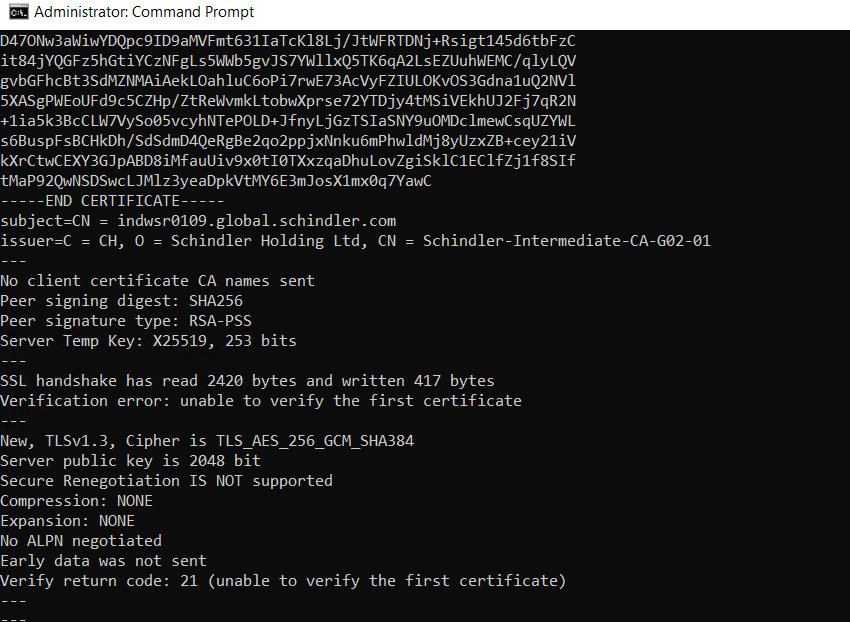 Administrator: Command Prompt
D47ONw3aWiwYDQpc9ID9aMVFmt631IaTcKl8Lj/JtWFRTDNj+Rsigt145d6tbFzC
it84jYQGFz5hGtiYCzNFgLs5WWb5gvJS7YWllxQ5TK6qA2LsEZUuhWEMC/qlyLQV
gvbGFhcBt3SdMZNMAiAekLOahluC6oPi7rwE73AcVyFZIULOKvOS3Gdna1uQ2NVl
5XASgPWEoUFd9c5CZHp/ZtReWvmkLtobwXprse72YTDjy4tMSiVEkhUJ2Fj7qR2N
+1ia5k3BcCLW7VySo05vcyhNTePOLD+JfnyLjGzTSIaSNY9uOMDclmewCsqUZYWL
s6BuspFsBCHkDh/SdSdmD4QeRgBe2qo2ppjxNnku6mPhwldMj8yUzxZB+cey21iV
kXrCtwCEXY3GJpABD8iMfauUiv9x0tI0TXxzqaDhuLovZgiSklC1EClfZj1f8SIf
tMaP92QwNSDSwcLJMlz3yeaDpkVtMY6E3mJosX1mx0q7YawC
-----END CERTIFICATE-----
subject=CN = indwsr0109.global.schindler.com
issuer=C = CH, O = Schindler Holding Ltd, CN = Schindler-Intermediate-CA-G02-01
---
No client certificate CA names sent
Peer signing digest: SHA256
Peer signature type: RSA-PSS
Server Temp Key: X25519, 253 bits
---
SSL handshake has read 2420 bytes and written 417 bytes
Verification error: unable to verify the first certificate
---
New, TLSv1.3, Cipher is TLS_AES_256_GCM_SHA384
Server public key is 2048 bit
Secure Renegotiation IS NOT supported
Compression: NONE
Expansion: NONE
No ALPN negotiated
Early data was not sent
Verify return code: 21 (unable to verify the first certificate)
---
---